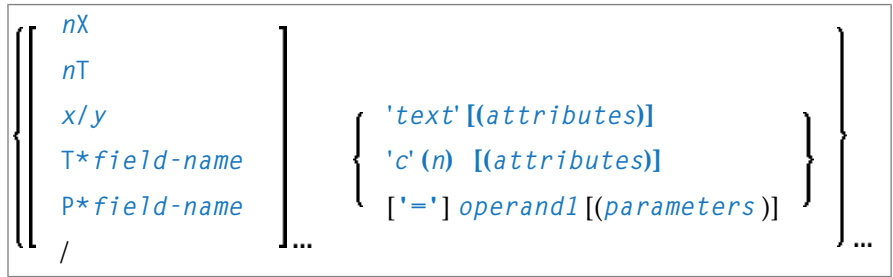 nX
nT
x/y 'text' [(attributes)]
T*field-name 'c' (n) [(attributes)]
P*field-name ['='] operand1 [(parameters )]
/ ... ...